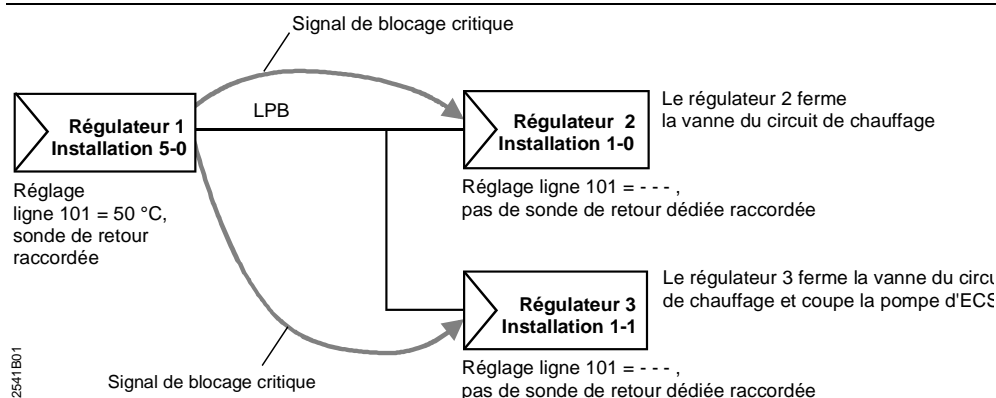 Signal de blocage critique
LPB
Régulateur 1
Installation 5-0
Réglage
ligne 101 = 50 °C,
sonde de retour
raccordée
Régulateur 2
Installation 1-0
Le régulateur 2 ferme
la vanne du circuit de chauffage
Réglage ligne 101 = - - - ,
pas de sonde de retour dédiée raccordée
Régulateur 3
Installation 1-1
Le régulateur 3 ferme la vanne du circu
de chauffage et coupe la pompe d'ECS
Réglage ligne 101 = - - - ,
pas de sonde de retour dédiée raccordée
Signal de blocage critique
2541B01